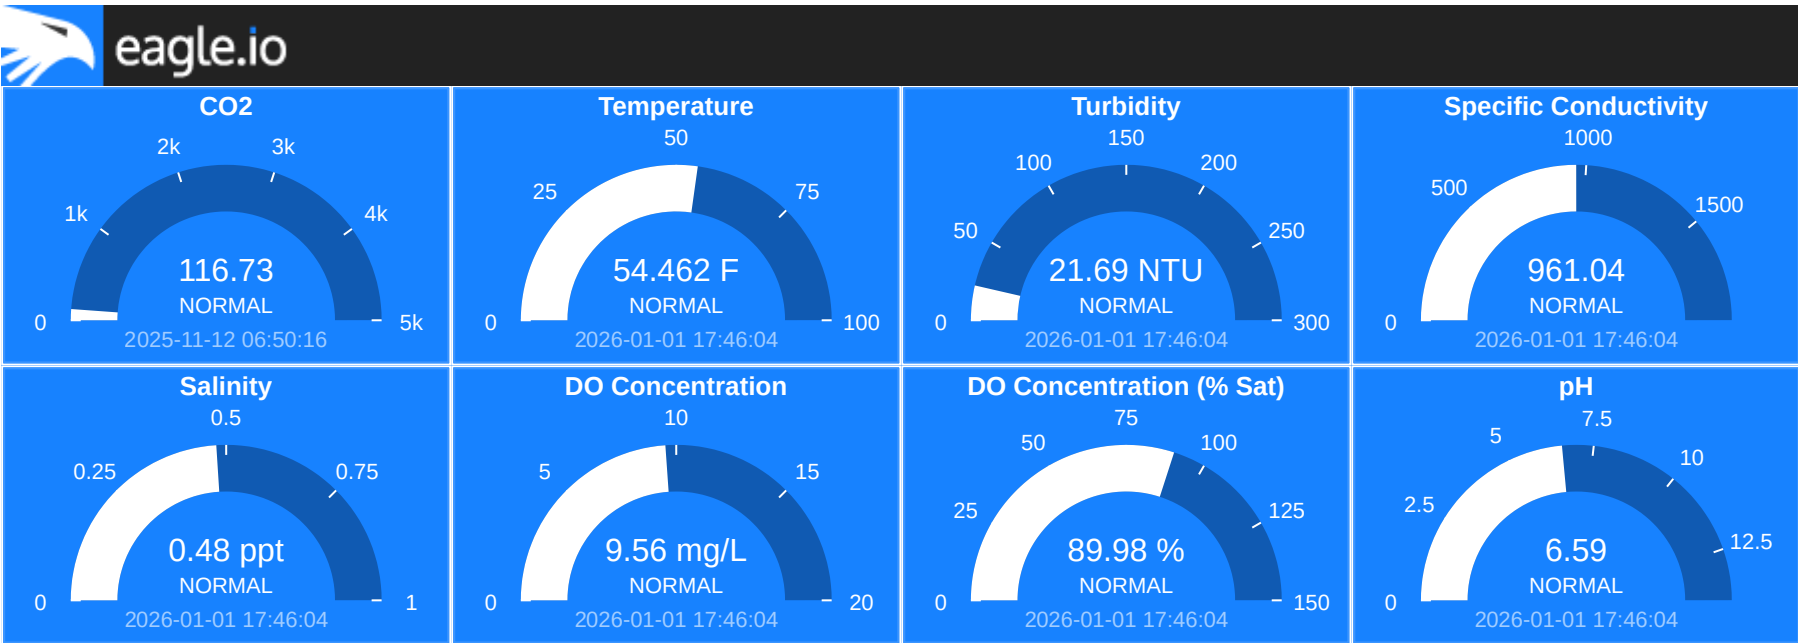 eagle.io
CO2
0
1k
2k
3k
4k
5k
116.73
NORMAL
2025-11-12 06:50:16
Temperature
0
25
50
75
100
54.462 F
NORMAL
2026-01-01 17:46:04
Turbidity
0
50
100
150
200
250
300
21.69 NTU
NORMAL
2026-01-01 17:46:04
Specific Conductivity
0
500
1000
1500
961.04
NORMAL
2026-01-01 17:46:04
Salinity
0
0.25
0.5
0.75
1
0.48 ppt
NORMAL
2026-01-01 17:46:04
DO Concentration
0
5
10
15
20
9.56 mg/L
NORMAL
2026-01-01 17:46:04
DO Concentration (% Sat)
0
25
50
75
100
125
150
89.98 %
NORMAL
2026-01-01 17:46:04
pH
0
2.5
5
7.5
10
12.5
6.59
NORMAL
2026-01-01 17:46:04